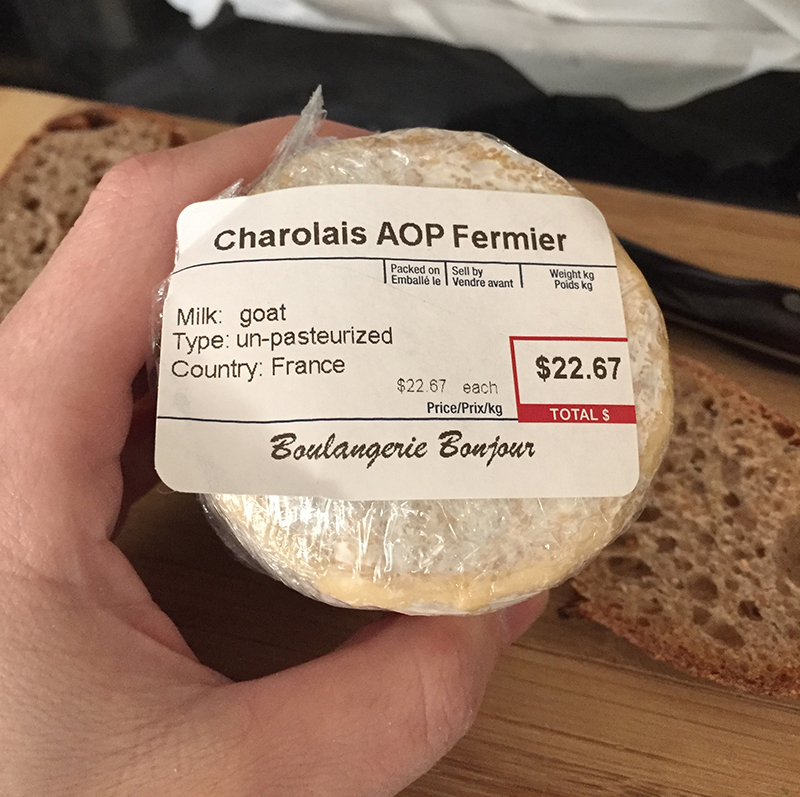 Charolais AOP Fermier
Packed on Sell by Weight kg
Emballé le Vendre avant Poids kg
Milk: goat
Type: un-pasteurized
Country: France
$22.67 each
$22.67
Price/Prix/kg
TOTAL $
Boulangerie Bonjour